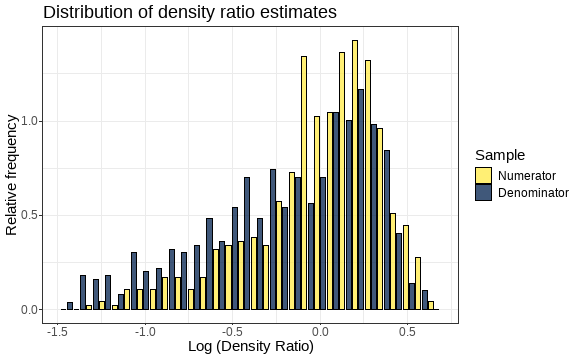 Distribution of density ratio estimates
Relative frequency
1.0
0.5
0.0
-1.5
-1.0
-0.5
0.0
0.5
Log (Density Ratio)
Sample
Numerator
Denominator